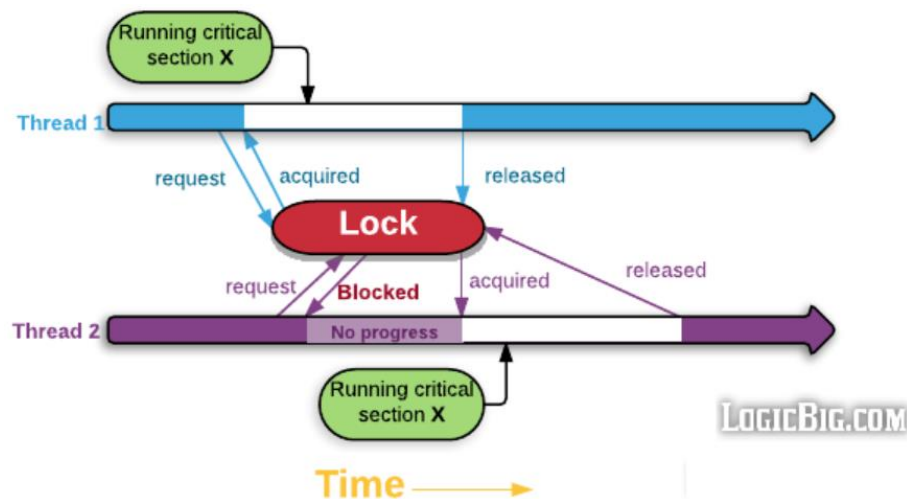 Running critical
section X
Thread 1
request
acquired
released
Lock
request
Blocked
acquired
released
Thread 2
No progress
Running critical
section X
LOGICBIG.COM
Time